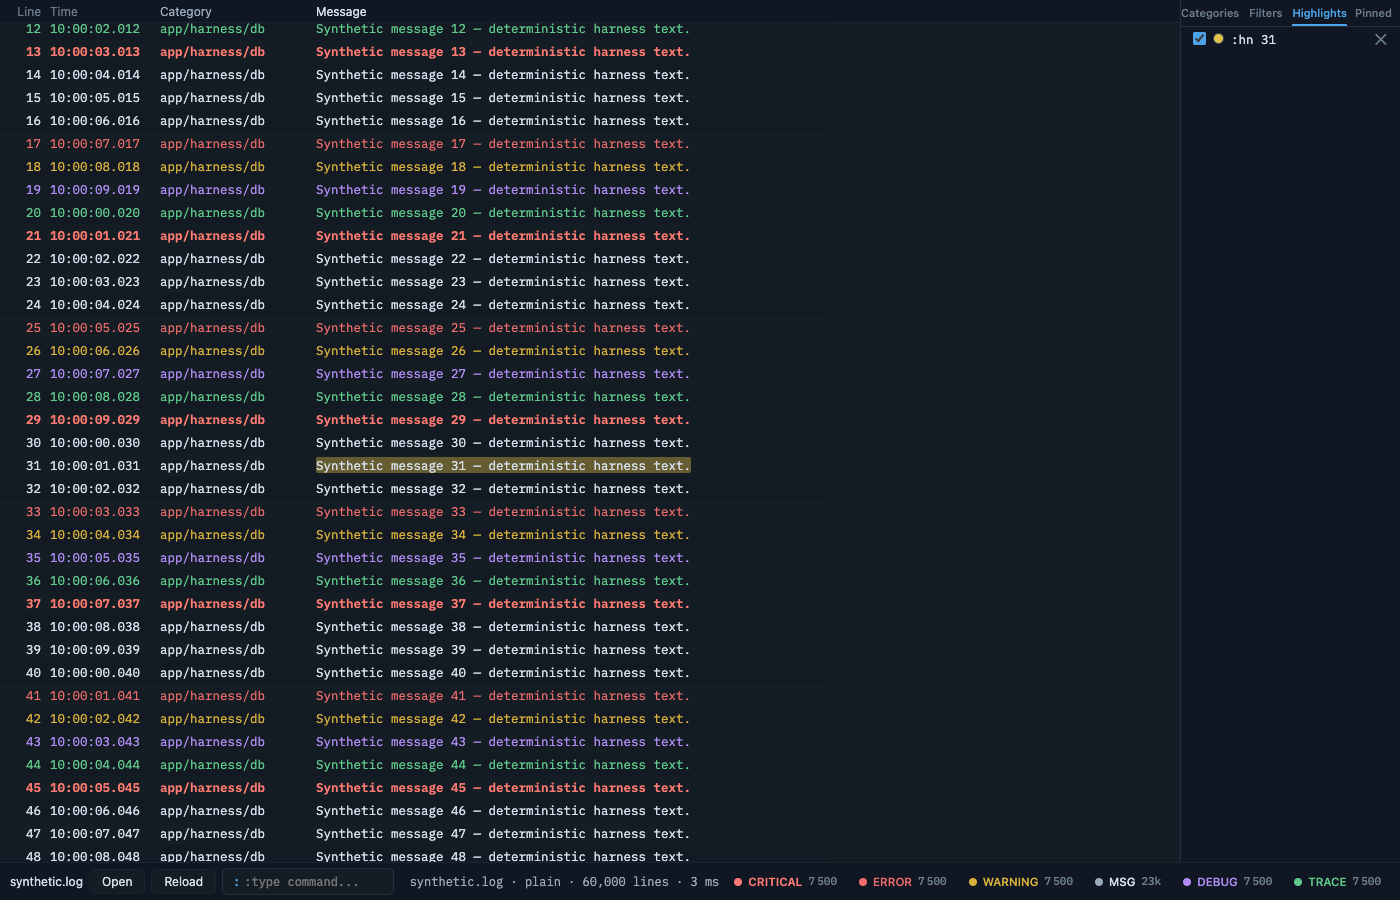 Line Time Category Message
12 10:00:02.012 app/harness/db Synthetic message 12 — deterministic harness text.
13 10:00:03.013 app/harness/db Synthetic message 13 — deterministic harness text.
14 10:00:04.014 app/harness/db Synthetic message 14 — deterministic harness text.
15 10:00:05.015 app/harness/db Synthetic message 15 — deterministic harness text.
16 10:00:06.016 app/harness/db Synthetic message 16 — deterministic harness text.
17 10:00:07.017 app/harness/db Synthetic message 17 — deterministic harness text.
18 10:00:08.018 app/harness/db Synthetic message 18 — deterministic harness text.
19 10:00:09.019 app/harness/db Synthetic message 19 — deterministic harness text.
20 10:00:00.020 app/harness/db Synthetic message 20 — deterministic harness text.
21 10:00:01.021 app/harness/db Synthetic message 21 — deterministic harness text.
22 10:00:02.022 app/harness/db Synthetic message 22 — deterministic harness text.
23 10:00:03.023 app/harness/db Synthetic message 23 — deterministic harness text.
24 10:00:04.024 app/harness/db Synthetic message 24 — deterministic harness text.
25 10:00:05.025 app/harness/db Synthetic message 25 — deterministic harness text.
26 10:00:06.026 app/harness/db Synthetic message 26 — deterministic harness text.
27 10:00:07.027 app/harness/db Synthetic message 27 — deterministic harness text.
28 10:00:08.028 app/harness/db Synthetic message 28 — deterministic harness text.
29 10:00:09.029 app/harness/db Synthetic message 29 — deterministic harness text.
30 10:00:00.030 app/harness/db Synthetic message 30 — deterministic harness text.
31 10:00:01.031 app/harness/db Synthetic message 31 — deterministic harness text.
32 10:00:02.032 app/harness/db Synthetic message 32 — deterministic harness text.
33 10:00:03.033 app/harness/db Synthetic message 33 — deterministic harness text.
34 10:00:04.034 app/harness/db Synthetic message 34 — deterministic harness text.
35 10:00:05.035 app/harness/db Synthetic message 35 — deterministic harness text.
36 10:00:06.036 app/harness/db Synthetic message 36 — deterministic harness text.
37 10:00:07.037 app/harness/db Synthetic message 37 — deterministic harness text.
38 10:00:08.038 app/harness/db Synthetic message 38 — deterministic harness text.
39 10:00:09.039 app/harness/db Synthetic message 39 — deterministic harness text.
40 10:00:00.040 app/harness/db Synthetic message 40 — deterministic harness text.
41 10:00:01.041 app/harness/db Synthetic message 41 — deterministic harness text.
42 10:00:02.042 app/harness/db Synthetic message 42 — deterministic harness text.
43 10:00:03.043 app/harness/db Synthetic message 43 — deterministic harness text.
44 10:00:04.044 app/harness/db Synthetic message 44 — deterministic harness text.
45 10:00:05.045 app/harness/db Synthetic message 45 — deterministic harness text.
46 10:00:06.046 app/harness/db Synthetic message 46 — deterministic harness text.
47 10:00:07.047 app/harness/db Synthetic message 47 — deterministic harness text.
48 10:00:08.048 app/harness/db Synthetic message 48 — deterministic harness text.
Categories Filters Highlights Pinned
:hn 31
synthetic.log Open Reload : :type command... synthetic.log · plain · 60,000 lines · 3 ms CRITICAL 7500 ERROR 7500 WARNING 7500 MSG 23k DEBUG 7500 TRACE 7500